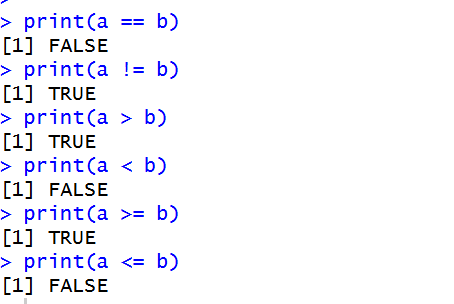 > print(a == b)
[1] FALSE
> print(a != b)
[1] TRUE
> print(a > b)
[1] TRUE
> print(a < b)
[1] FALSE
> print(a >= b)
[1] TRUE
> print(a <= b)
[1] FALSE